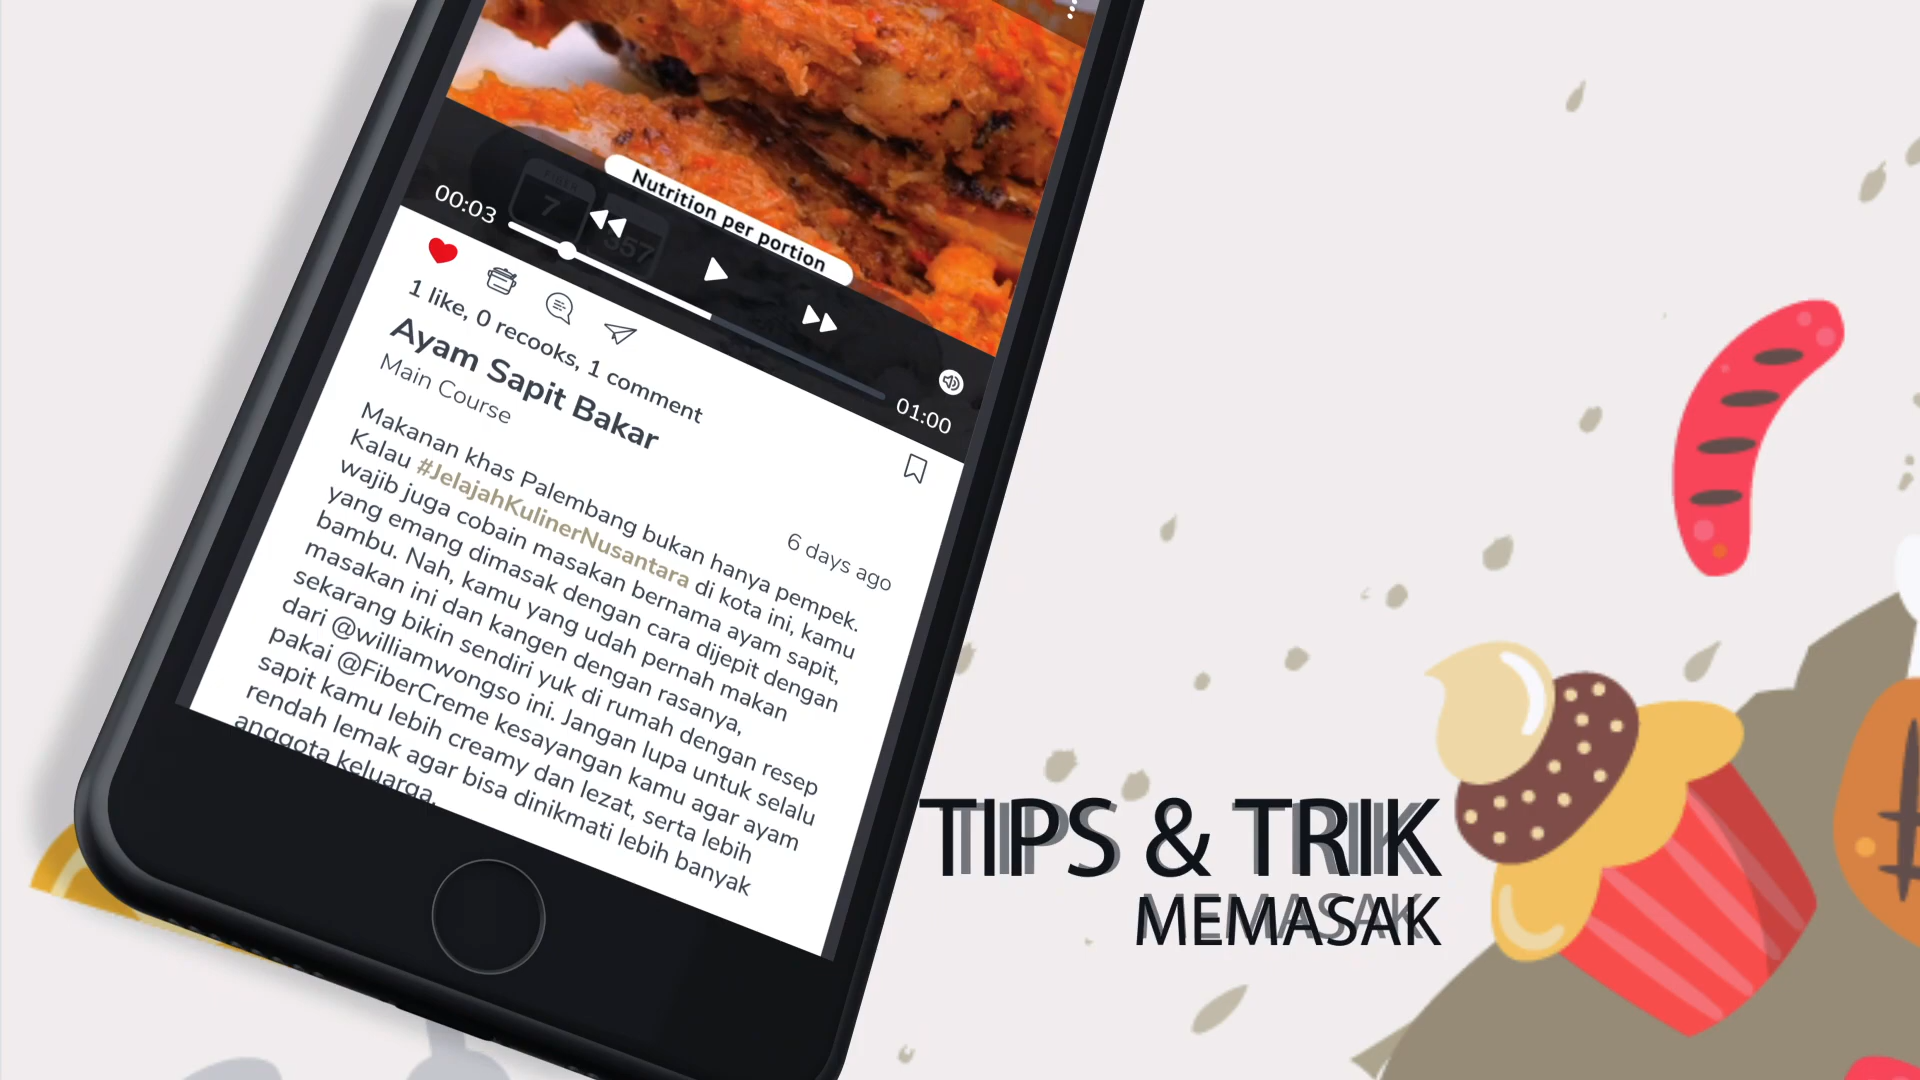 Nutrition per portion
FIBER
7
357
00:03
01:00
1 like, 0 recooks, 1 comment
Ayam Sapit Bakar
Main Course
6 days ago
Makanan khas Palembang bukan hanya pempek.
Kalau #JelajahKulinerNusantara di kota ini, kamu
wajib juga cobain masakan bernama ayam sapit,
yang emang dimasak dengan cara dijepit dengan
bambu. Nah, kamu yang udah pernah makan
masakan ini dan kangen dengan rasanya,
sekarang bikin sendiri yuk di rumah dengan resep
dari @williamwongso ini. Jangan lupa untuk selalu
pakai @FiberCreme kesayangan kamu agar ayam
sapit kamu lebih creamy dan lezat, serta lebih
rendah lemak agar bisa dinikmati lebih banyak
anggota keluarga.
TIPS & TRIK
MEMASAK